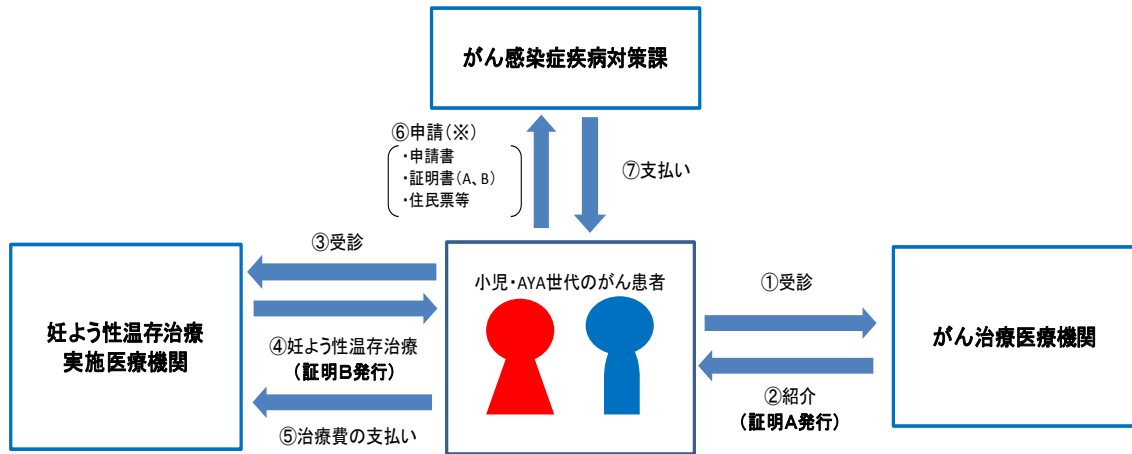 がん感染症疾病対策課
⑥申請(※)
・申請書
・証明書(A、B)
・住民票等
⑦支払い
③受診
小児・AYA世代のがん患者
①受診
妊よう性温存治療
実施医療機関
がん治療医療機関
④妊よう性温存治療
(証明B発行)
②紹介
(証明A発行)
⑤治療費の支払い